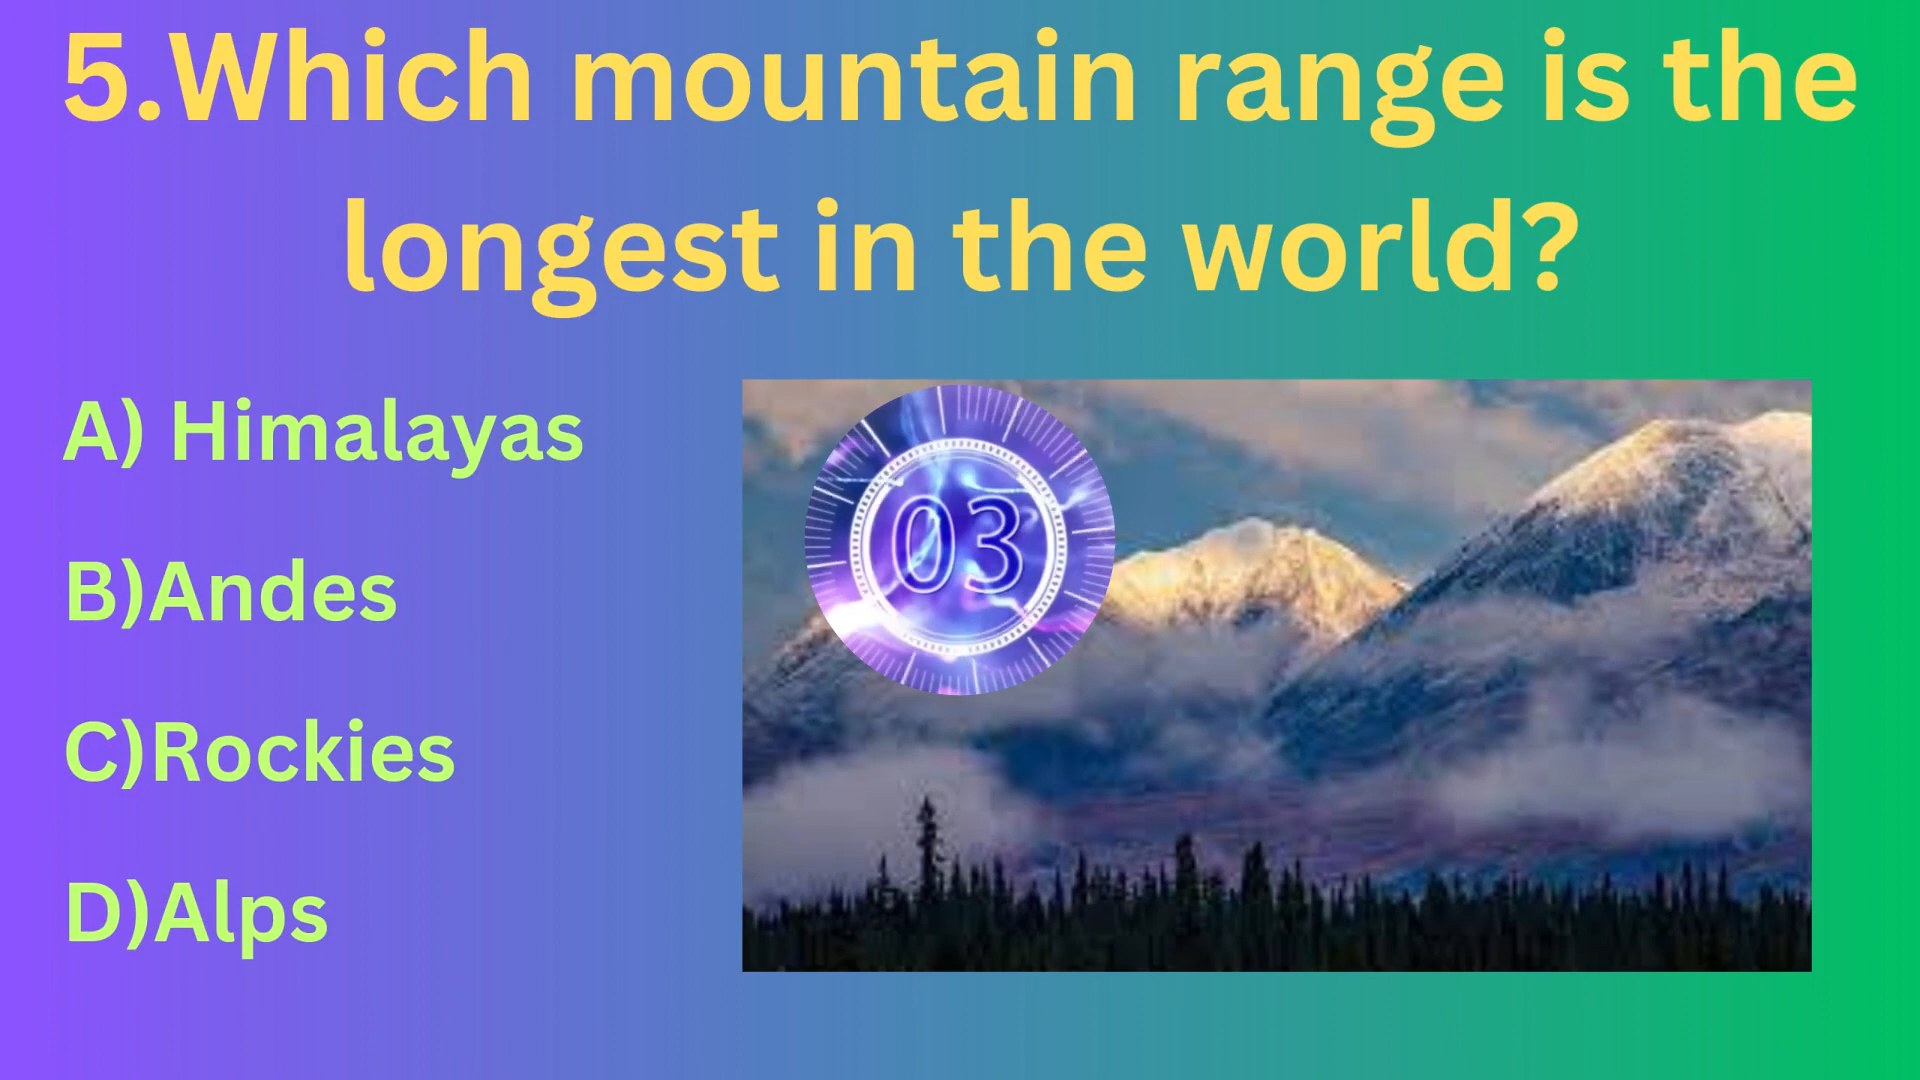 5.Which mountain range is the
longest in the world?
A) Himalayas
B)Andes
C)Rockies
D)Alps
03